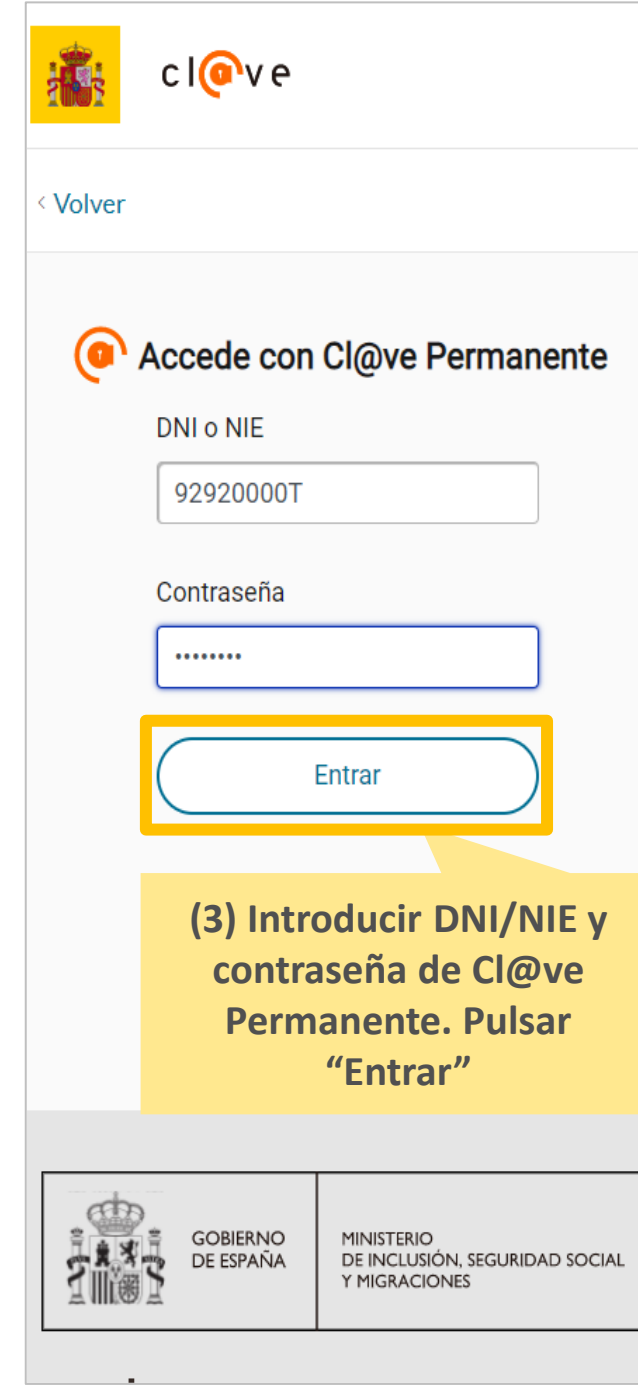 cl@ve
< Volver
Accede con Cl@ve Permanente
DNI o NIE
92920000T
Contraseña
••••••••
Entrar
(3) Introducir DNI/NIE y
contraseña de Cl@ve
Permanente. Pulsar
“Entrar”
GOBIERNO
DE ESPAÑA
MINISTERIO
DE INCLUSIÓN, SEGURIDAD SOCIAL
Y MIGRACIONES